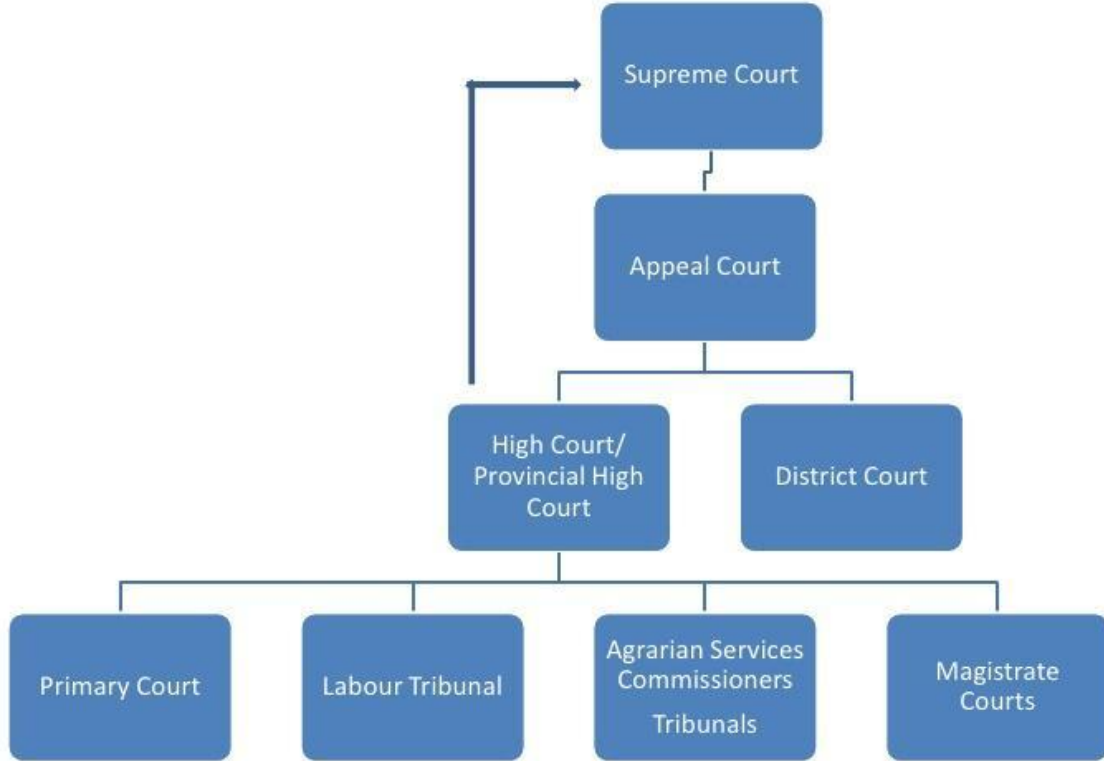 Supreme Court
Appeal Court
High Court/
Provincial High
Court
District Court
Primary Court
Labour Tribunal
Agrarian Services
Commissioners
Tribunals
Magistrate
Courts